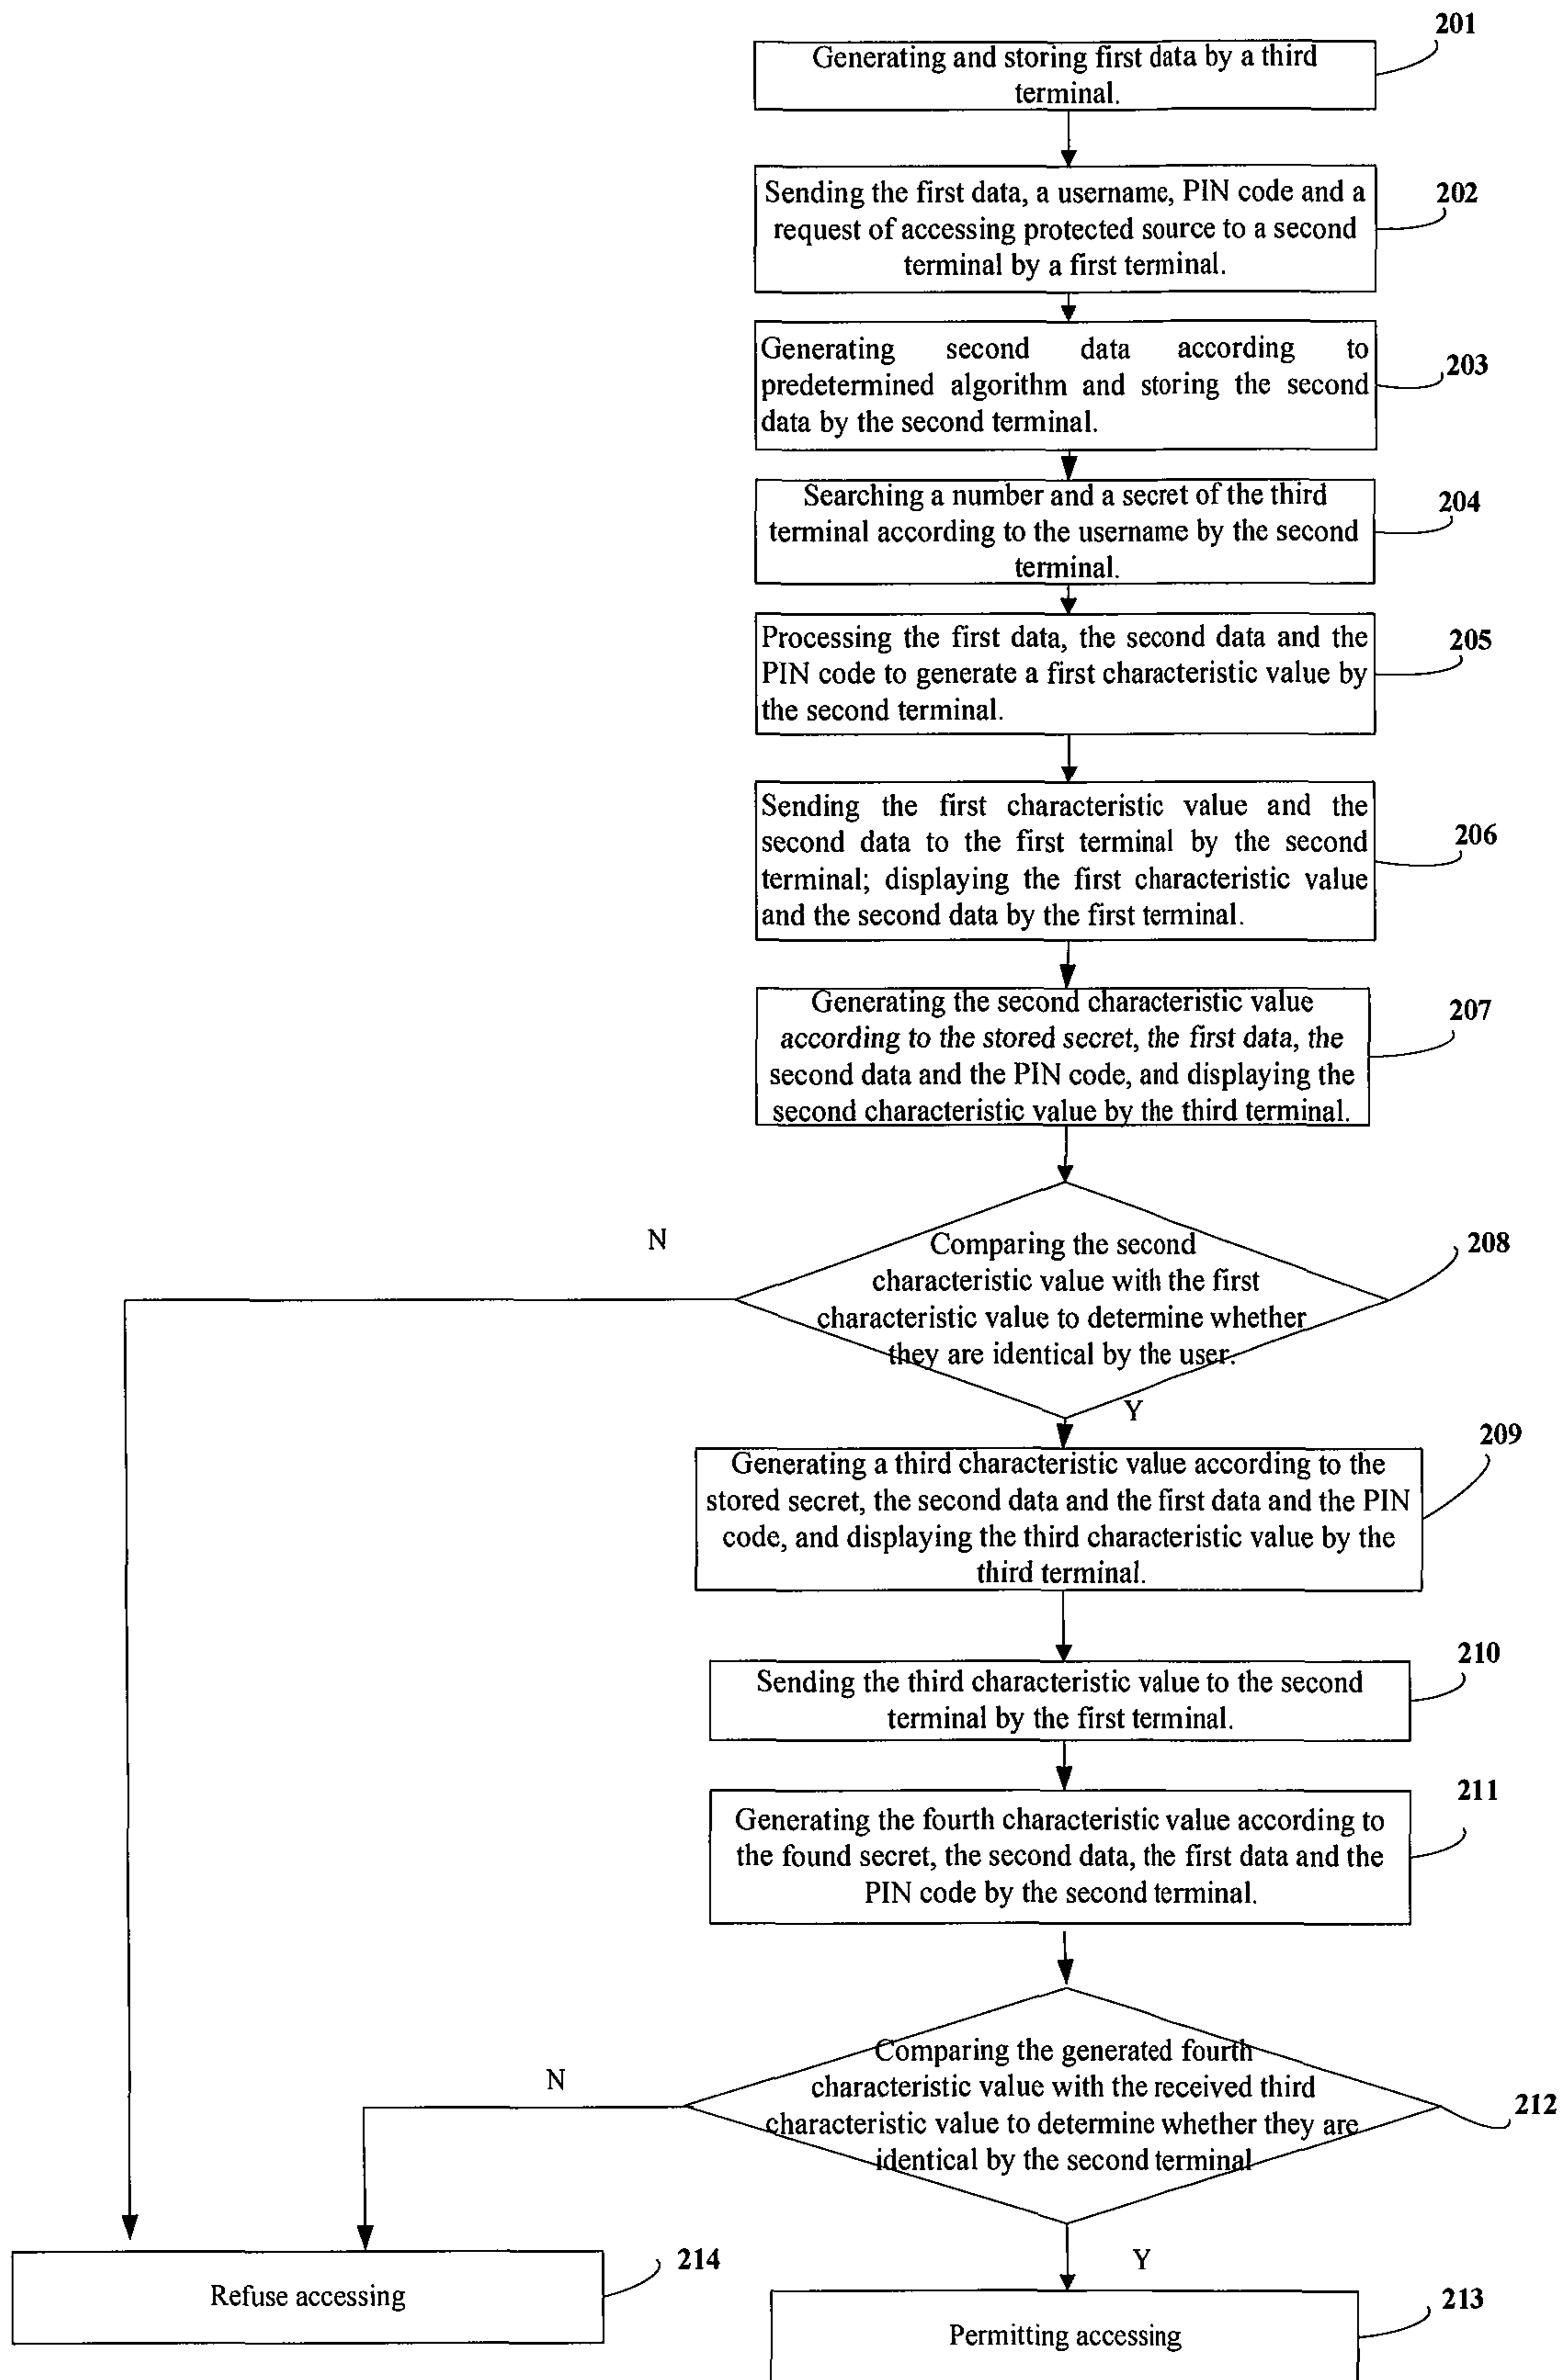 201
Generating and storing first data by a third
terminal.
Sending the first data, a username, PIN code and a
request of accessing protected source to a second
terminal by a first terminal.
202
Generating second data according to
predetermined algorithm and storing the second
data by the second terminal.
203
Searching a number and a secret of the third
terminal according to the username by the second
terminal.
204
Processing the first data, the second data and the
PIN code to generate a first characteristic value by
the second terminal.
205
Sending the first characteristic value and the
second data to the first terminal by the second
terminal; displaying the first characteristic value
and the second data by the first terminal.
206
Generating the second characteristic value
according to the stored secret, the first data, the
second data and the PIN code, and displaying the
second characteristic value by the third terminal.
207
N
Comparing the second
characteristic value with the first
characteristic value to determine whether
they are identical by the user.
208
Y
Generating a third characteristic value according to the
stored secret, the second data and the first data and the PIN
code, and displaying the third characteristic value by the
third terminal.
209
Sending the third characteristic value to the second
terminal by the first terminal.
210
Generating the fourth characteristic value according to
the found secret, the second data, the first data and the
PIN code by the second terminal.
211
N
Comparing the generated fourth
characteristic value with the received third
characteristic value to determine whether they are
identical by the second terminal
212
Refuse accessing
214
Y
Permitting accessing
213